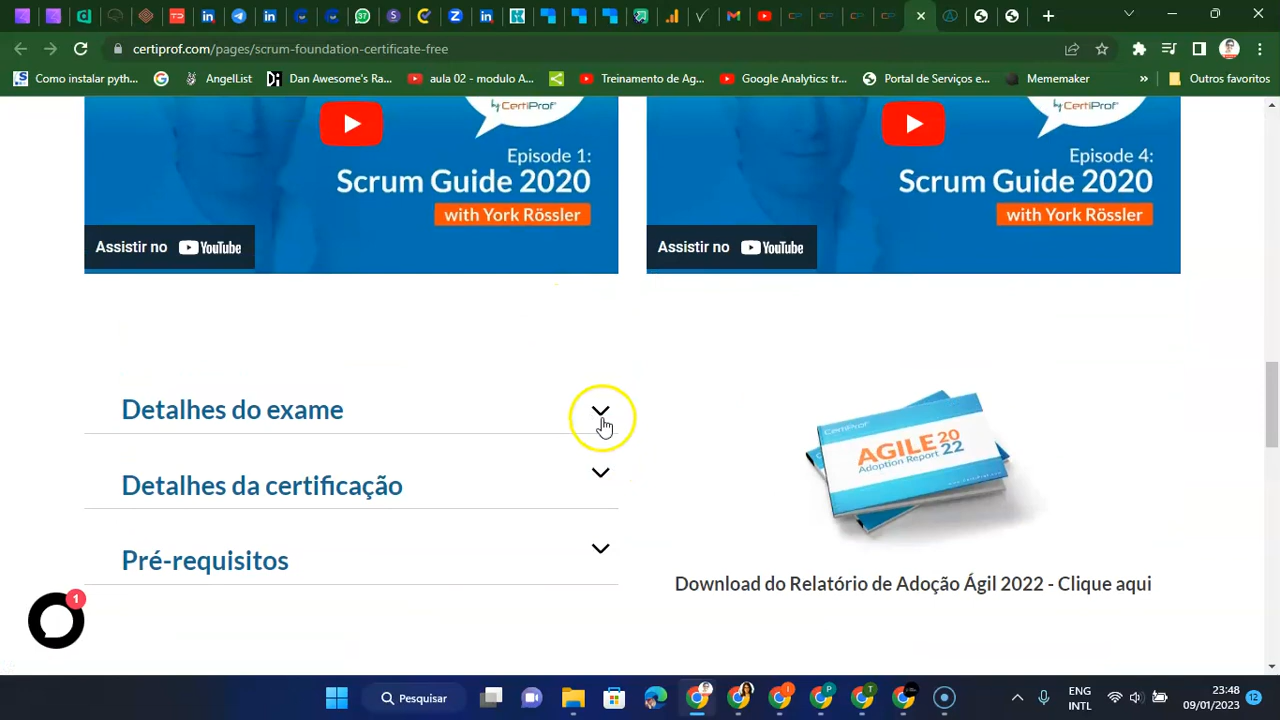 certiprof.com/pages/scrum-foundation-certificate-free
Como instalar pyth...
AngelList
Dan Awesome's Ra...
aula 02 - modulo A...
Treinamento de Ag...
Google Analytics: tr...
Portal de Serviços e...
Mememaker
»
Outros favoritos
by CertiProf®
Episode 1:
Scrum Guide 2020
with York Rössler
Assistir no YouTube
by CertiProf®
Episode 4:
Scrum Guide 2020
with York Rössler
Assistir no YouTube
Detalhes do exame
Detalhes da certificação
Pré-requisitos
CertiProf
AGILE 20
22
Adoption Report
Download do Relatório de Adoção Ágil 2022 - Clique aqui
1
Pesquisar
ENG
INTL
23:48
09/01/2023
12